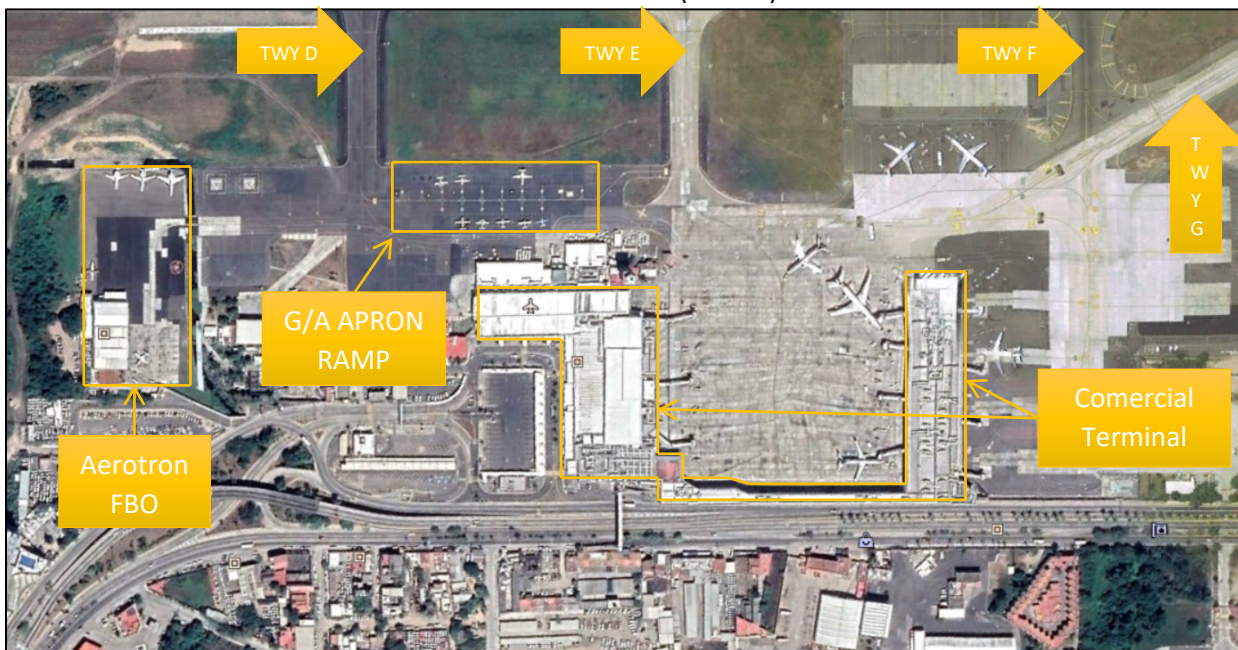 TWY D
TWY E
TWY F
T
W
Y
G
G/A APRON
RAMP
Comercial
Terminal
Aerotron
FBO